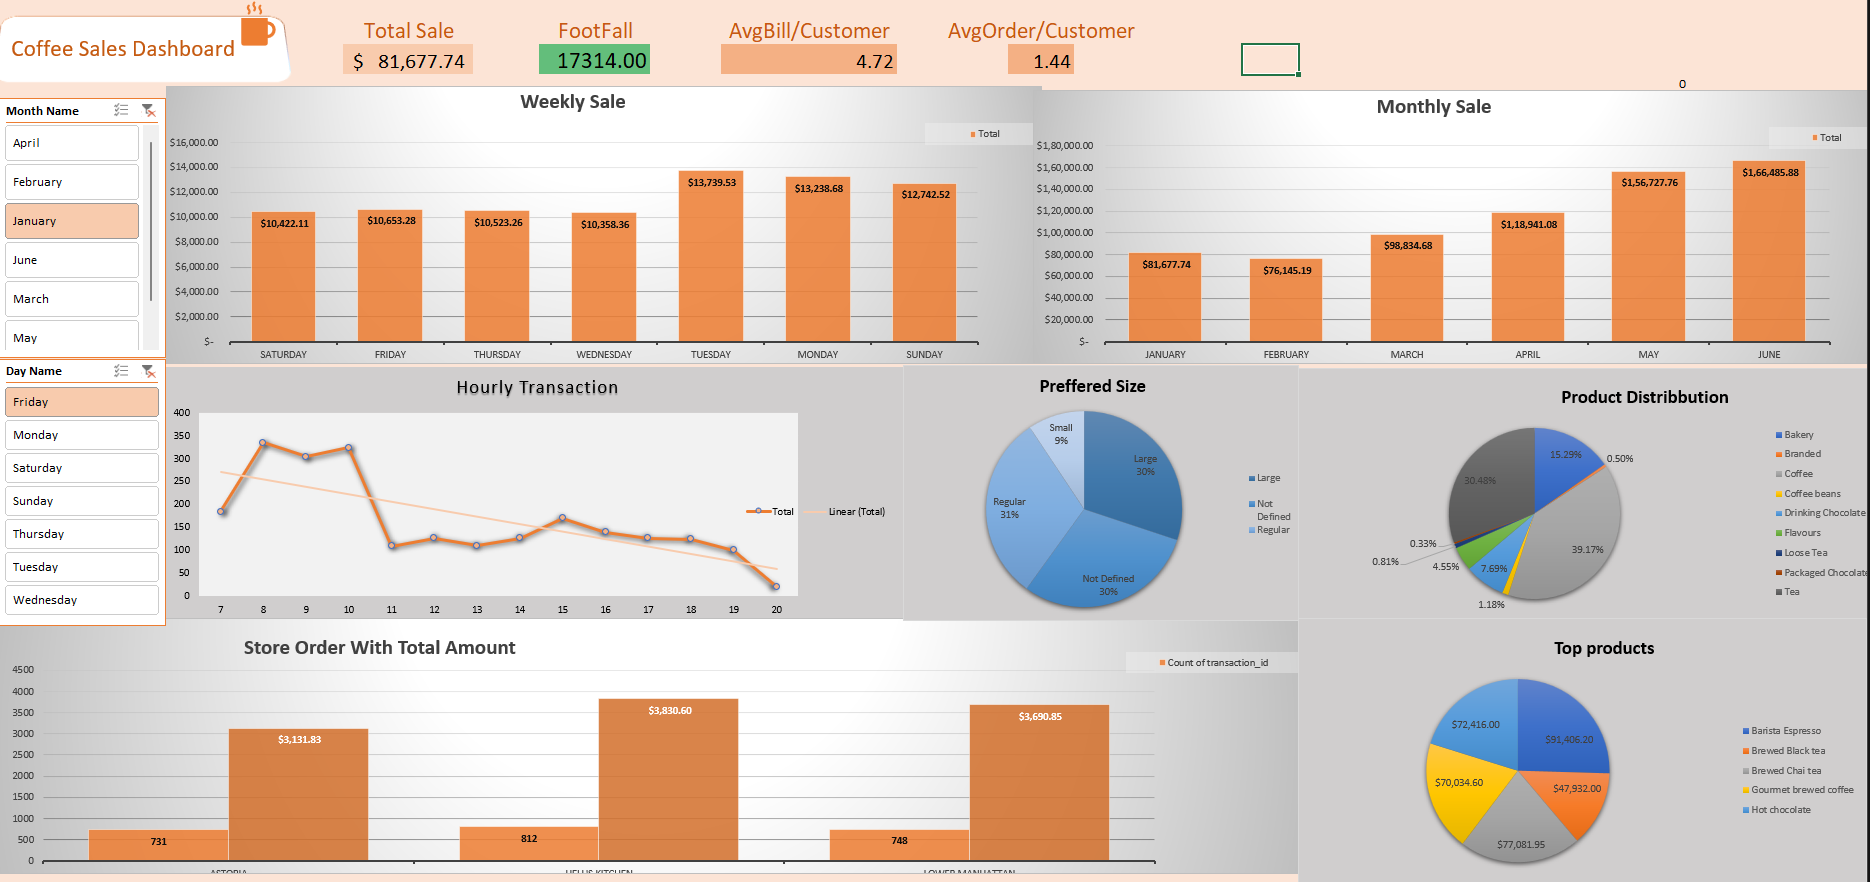 Coffee Sales Dashboard
Total Sale
$ 81,677.74
FootFall
17314.00
AvgBill/Customer
4.72
AvgOrder/Customer
1.44
0
Month Name
April
February
January
June
March
May
Day Name
Friday
Monday
Saturday
Sunday
Thursday
Tuesday
Wednesday
Weekly Sale
Total
$16,000.00
$14,000.00
$12,000.00
$10,000.00
$8,000.00
$6,000.00
$4,000.00
$2,000.00
$-
$10,422.11
$10,653.28
$10,523.26
$10,358.36
$13,739.53
$13,238.68
$12,742.52
SATURDAY
FRIDAY
THURSDAY
WEDNESDAY
TUESDAY
MONDAY
SUNDAY
Monthly Sale
Total
$1,80,000.00
$1,60,000.00
$1,40,000.00
$1,20,000.00
$1,00,000.00
$80,000.00
$60,000.00
$40,000.00
$20,000.00
$-
$81,677.74
$76,145.19
$98,834.68
$1,18,941.08
$1,56,727.76
$1,66,485.88
JANUARY
FEBRUARY
MARCH
APRIL
MAY
JUNE
Hourly Transaction
400
350
300
250
200
150
100
50
0
7
8
9
10
11
12
13
14
15
16
17
18
19
20
Total
Linear (Total)
Preffered Size
Small
9%
Large
30%
Regular
31%
Not Defined
30%
Large
Not
Defined
Regular
Product Distribbution
15.29%
0.50%
39.17%
1.18%
7.69%
4.55%
0.81%
0.33%
30.48%
Bakery
Branded
Coffee
Coffee beans
Drinking Chocolate
Flavours
Loose Tea
Packaged Chocolate
Tea
Store Order With Total Amount
Count of transaction_id
4500
4000
3500
3000
2500
2000
1500
1000
500
0
731
$3,131.83
812
$3,830.60
748
$3,690.85
ASTORIA
HELL'S KITCHEN
LOWER MANHATTAN
Top products
$72,416.00
$91,406.20
$70,034.60
$47,932.00
$77,081.95
Barista Espresso
Brewed Black tea
Brewed Chai tea
Gourmet brewed coffee
Hot chocolate